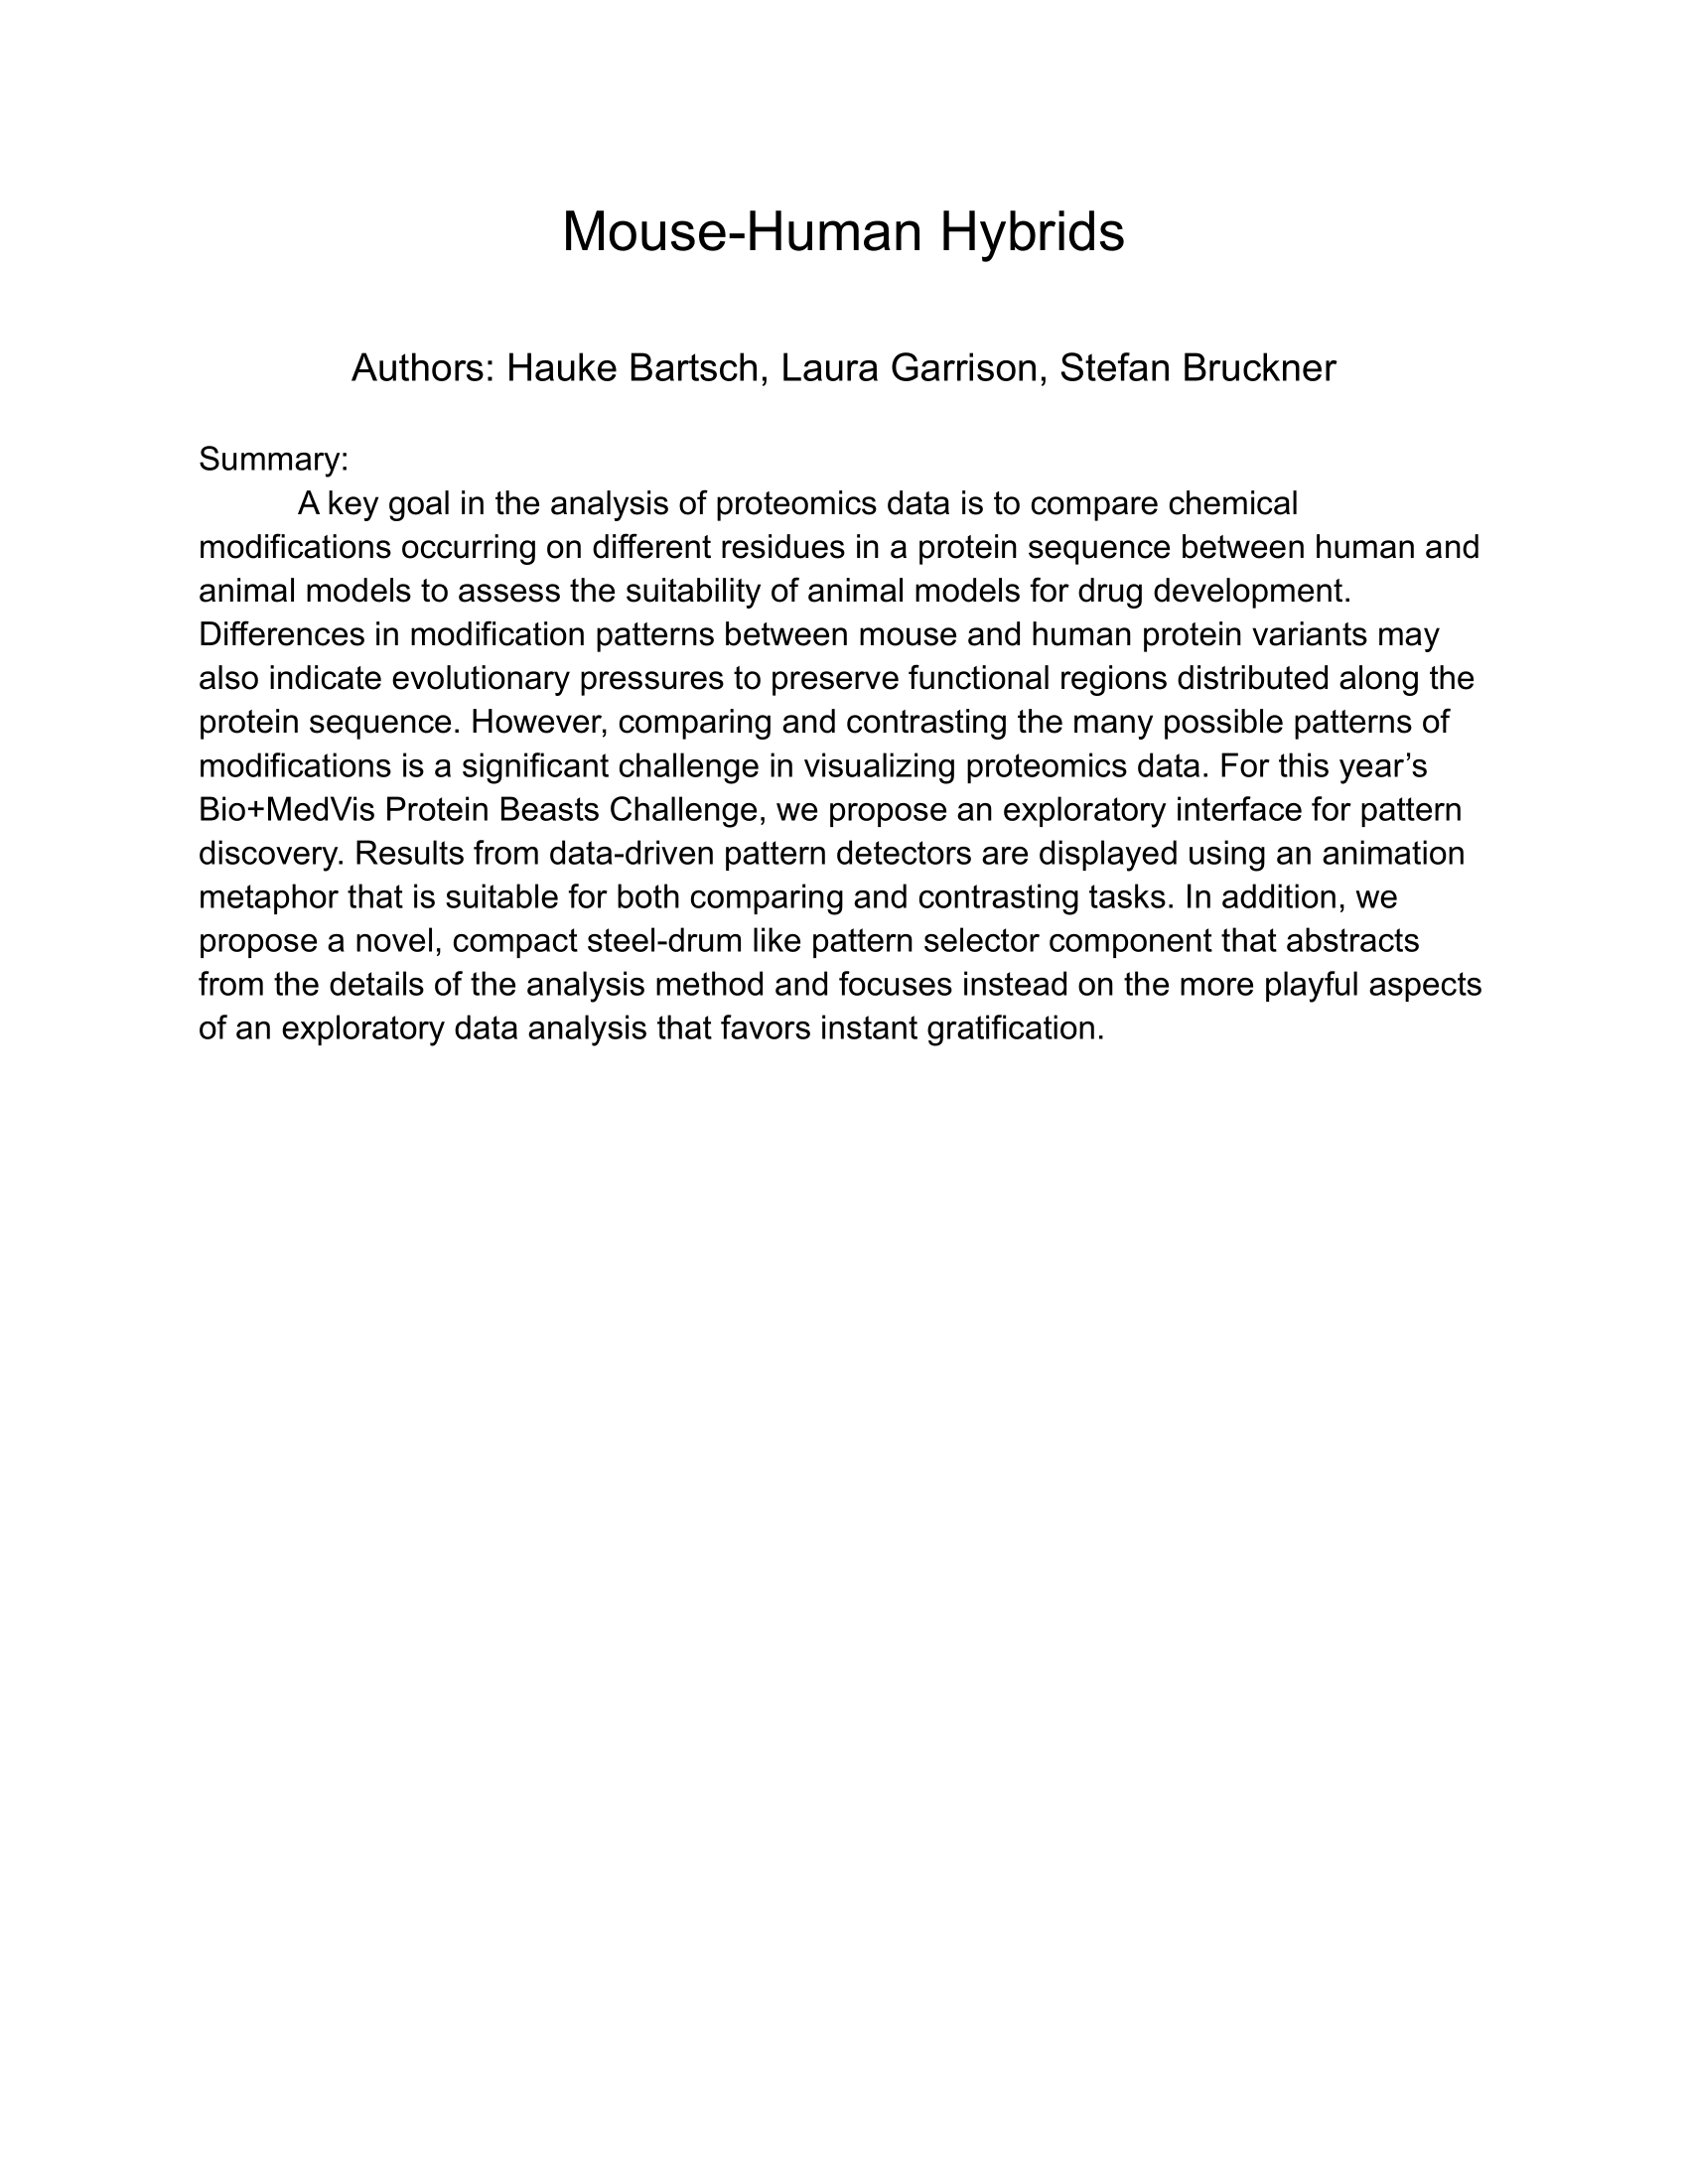 Mouse-Human Hybrids
Authors: Hauke Bartsch, Laura Garrison, Stefan Bruckner
Summary:
A key goal in the analysis of proteomics data is to compare chemical
modifications occurring on different residues in a protein sequence between human and
animal models to assess the suitability of animal models for drug development.
Differences in modification patterns between mouse and human protein variants may
also indicate evolutionary pressures to preserve functional regions distributed along the
protein sequence. However, comparing and contrasting the many possible patterns of
modifications is a significant challenge in visualizing proteomics data. For this year’s
Bio+MedVis Protein Beasts Challenge, we propose an exploratory interface for pattern
discovery. Results from data-driven pattern detectors are displayed using an animation
metaphor that is suitable for both comparing and contrasting tasks. In addition, we
propose a novel, compact steel-drum like pattern selector component that abstracts
from the details of the analysis method and focuses instead on the more playful aspects
of an exploratory data analysis that favors instant gratification.